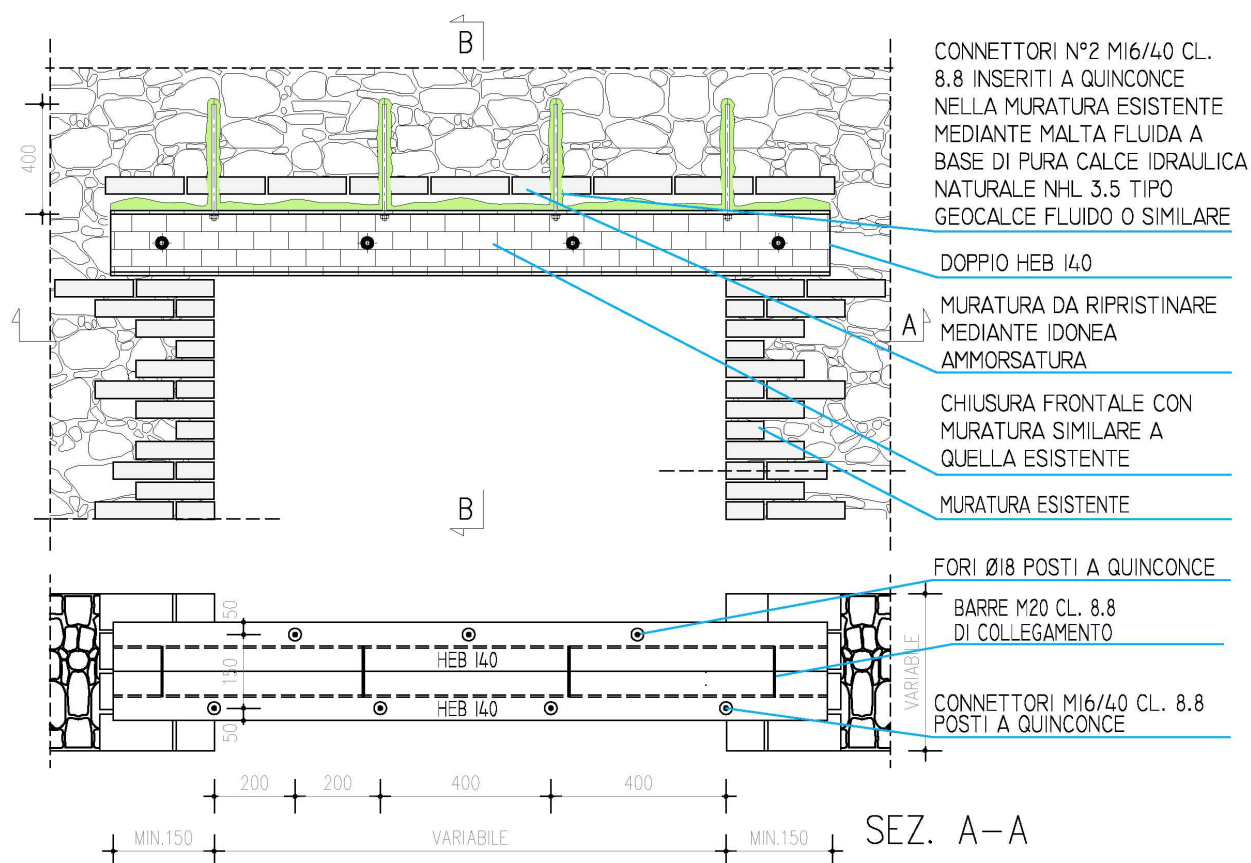 B
CONNETTORI N°2 M16/40 CL.
8.8 INSERITI A QUINCONCE
NELLA MURATURA ESISTENTE
MEDIANTE MALTA FLUIDA A
BASE DI PURA CALCE IDRAULICA
NATURALE NHL 3.5 TIPO
GEOCALCE FLUIDO O SIMILARE
400
DOPPIO HEB 140
MURATURA DA RIPRISTINARE
MEDIANTE IDONEA
AMMORSATURA
A
CHIUSURA FRONTALE CON
MURATURA SIMILARE A
QUELLA ESISTENTE
MURATURA ESISTENTE
B
FORI Ø18 POSTI A QUINCONCE
BARRE M20 CL. 8.8
DI COLLEGAMENTO
CONNETTORI M16/40 CL. 8.8
POSTI A QUINCONCE
50
150
50
HEB 140
HEB 140
VARIABILE
200
200
400
400
MIN.150
VARIABILE
MIN.150
SEZ. A-A